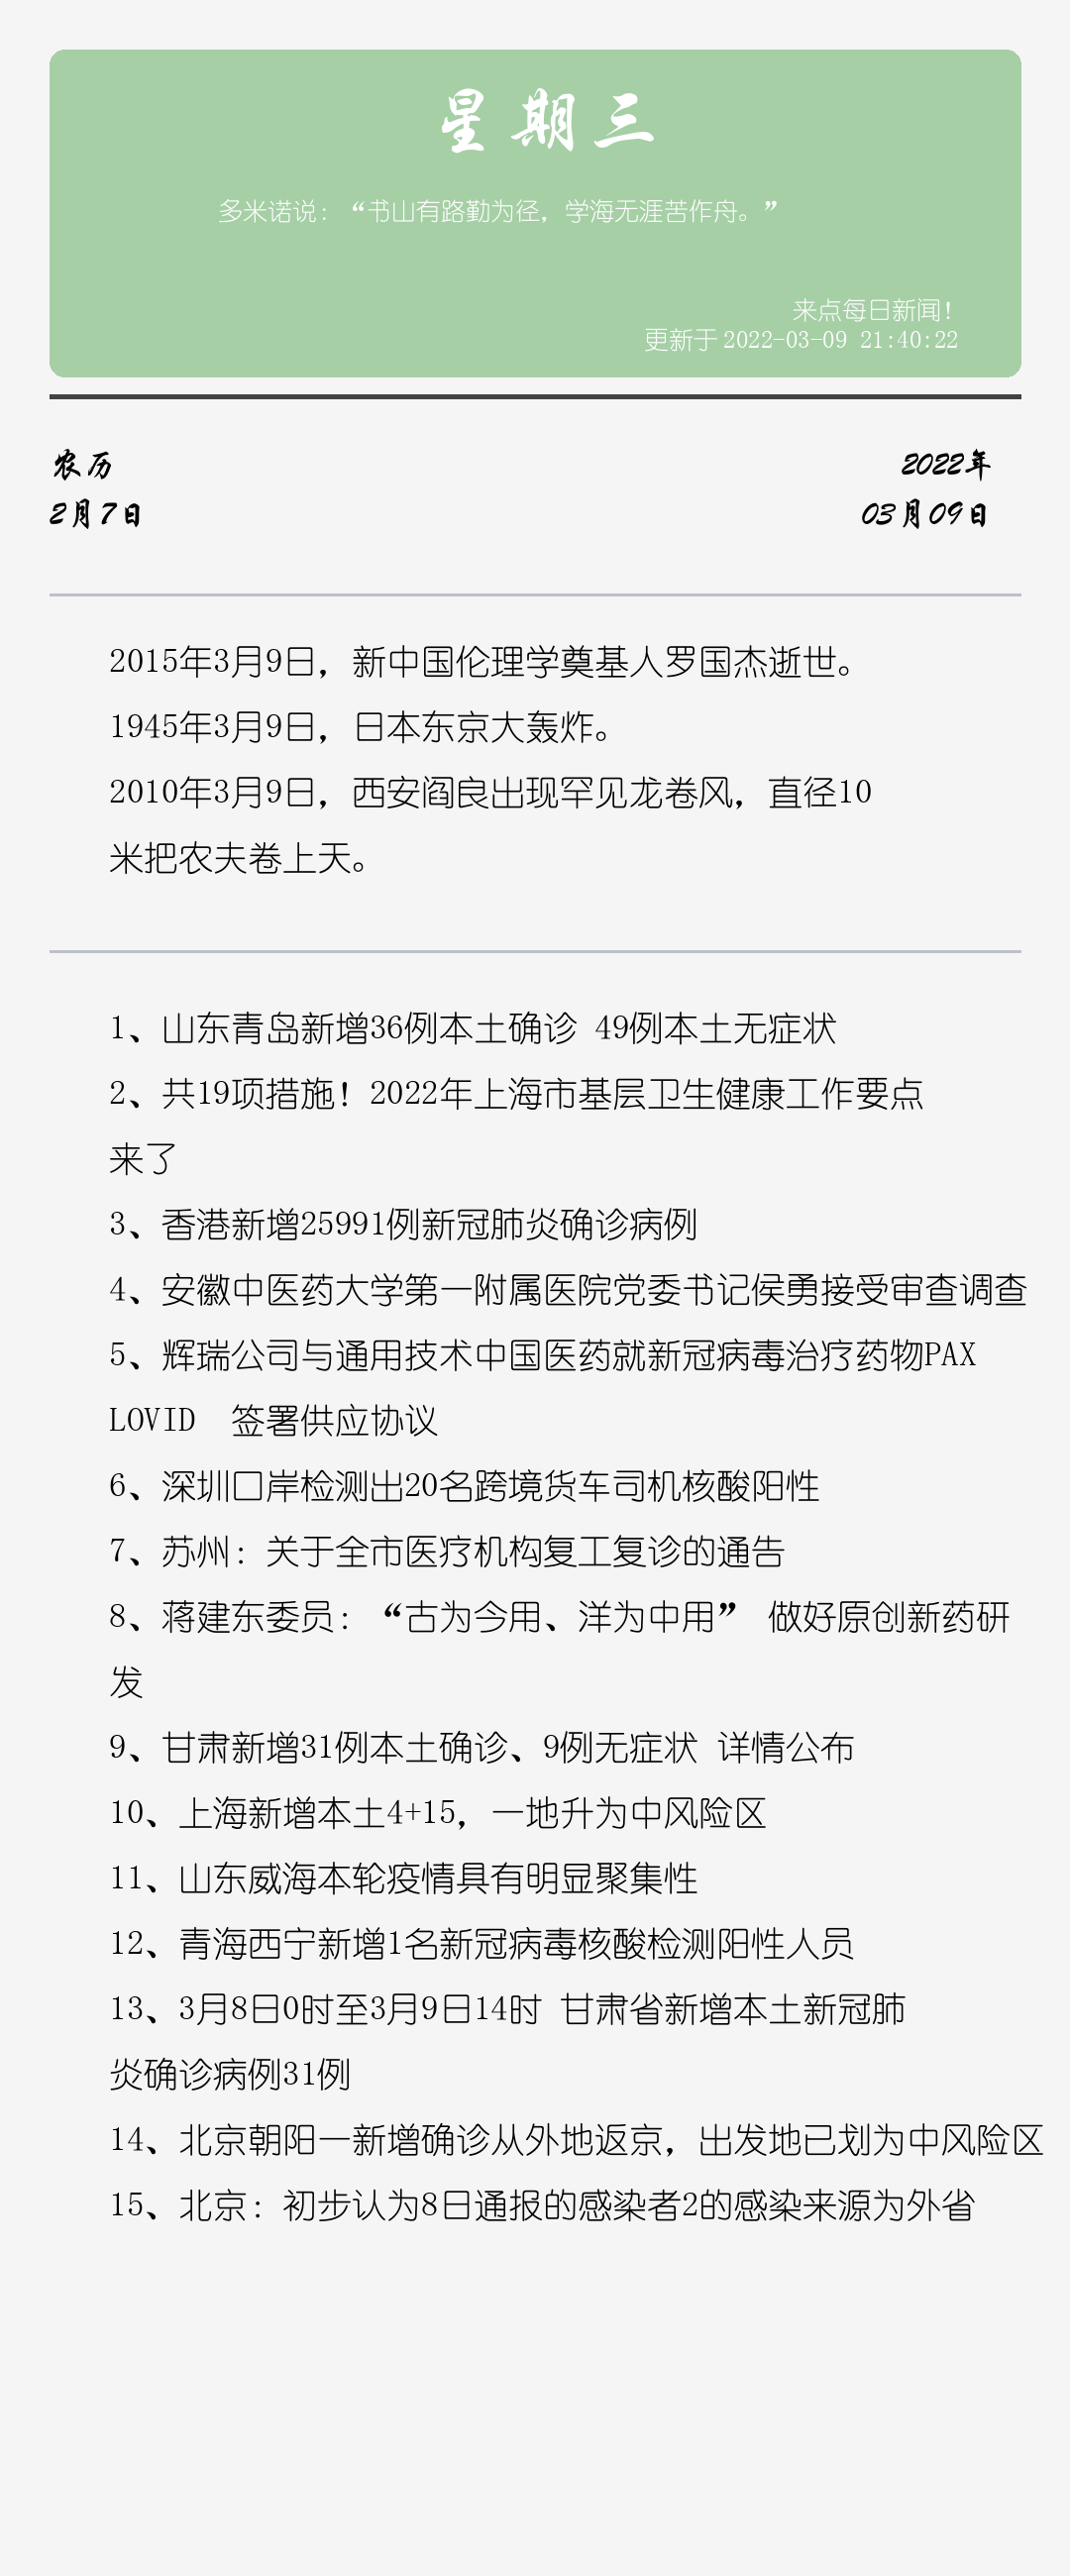 星期三
多米诺说：“书山有路勤为径，学海无涯苦作舟。”
来点每日新闻！
更新于 2022-03-09 21:40:22
农历
2022年
2月7日
03月09日
2015年3月9日，新中国伦理学奠基人罗国杰逝世。
1945年3月9日，日本东京大轰炸。
2010年3月9日，西安阎良出现罕见龙卷风，直径10
米把农夫卷上天。
1、山东青岛新增36例本土确诊 49例本土无症状
2、共19项措施！2022年上海市基层卫生健康工作要点
来了
3、香港新增25991例新冠肺炎确诊病例
4、安徽中医药大学第一附属医院党委书记侯勇接受审查调查
5、辉瑞公司与通用技术中国医药就新冠病毒治疗药物PAX
LOVID  签署供应协议
6、深圳口岸检测出20名跨境货车司机核酸阳性
7、苏州：关于全市医疗机构复工复诊的通告
8、蒋建东委员：“古为今用、洋为中用” 做好原创新药研
发
9、甘肃新增31例本土确诊、9例无症状 详情公布
10、上海新增本土4+15，一地升为中风险区
11、山东威海本轮疫情具有明显聚集性
12、青海西宁新增1名新冠病毒核酸检测阳性人员
13、3月8日0时至3月9日14时 甘肃省新增本土新冠肺
炎确诊病例31例
14、北京朝阳一新增确诊从外地返京，出发地已划为中风险区
15、北京：初步认为8日通报的感染者2的感染来源为外省